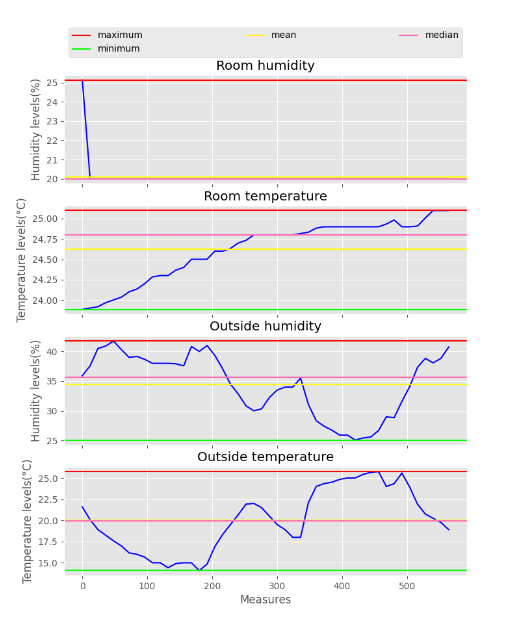 maximum mean median
minimum
Room humidity
Humidity levels(%)
25
24
23
22
21
20
Room temperature
Temperature levels(°C)
25.00
24.75
24.50
24.25
24.00
Outside humidity
Humidity levels(%)
40
35
30
25
Outside temperature
Temperature levels(°C)
25.0
22.5
20.0
17.5
15.0
0 100 200 300 400 500
Measures